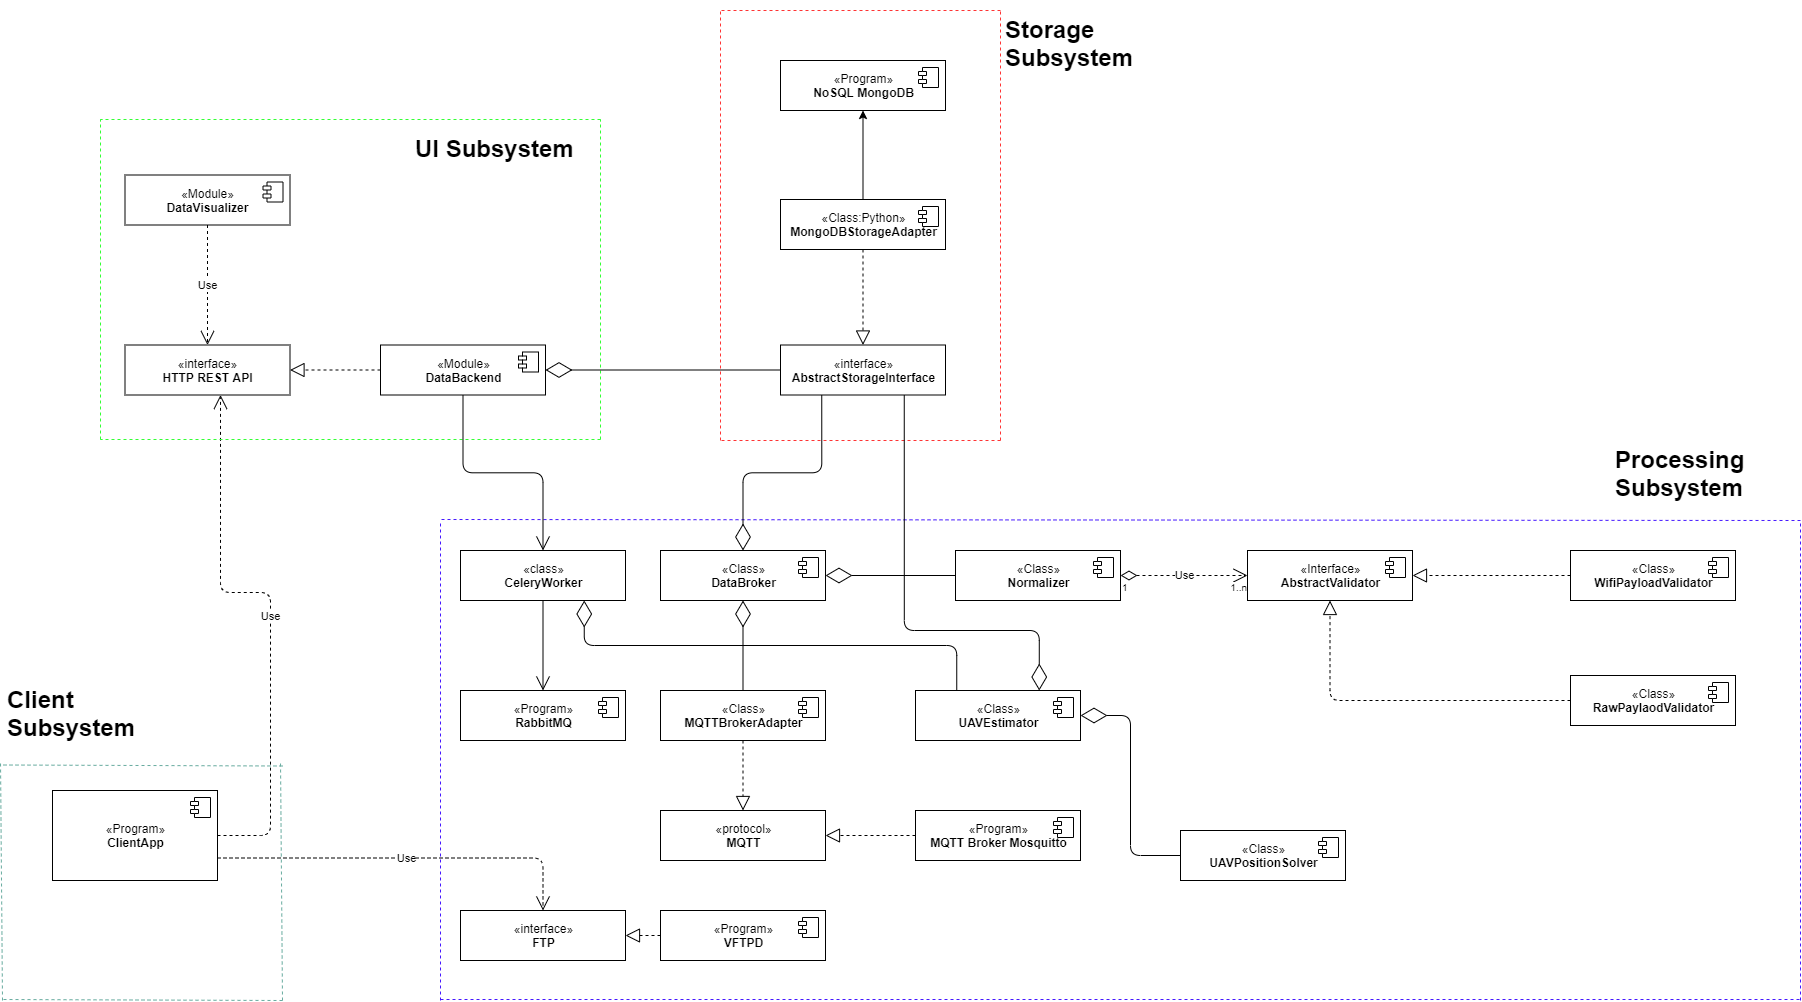 Storage
Subsystem
«Program»
NoSQL MongoDB
UI Subsystem
«Module»
DataVisualizer
«Class:Python»
MongoDBStorageAdapter
Use
«interface»
HTTP REST API
«Module»
DataBackend
«interface»
AbstractStorageInterface
Processing
Subsystem
«class»
CeleryWorker
«Class»
DataBroker
«Class»
Normalizer
1
Use
1..n
«Interface»
AbstractValidator
«Class»
WifiPayloadValidator
Use
Client
Subsystem
«Program»
RabbitMQ
«Class»
MQTTBrokerAdapter
«Class»
UAVEstimator
«Class»
RawPaylaodValidator
«Program»
ClientApp
«protocol»
MQTT
«Program»
MQTT Broker Mosquitto
«Class»
UAVPositionSolver
Use
«interface»
FTP
«Program»
VFTPD